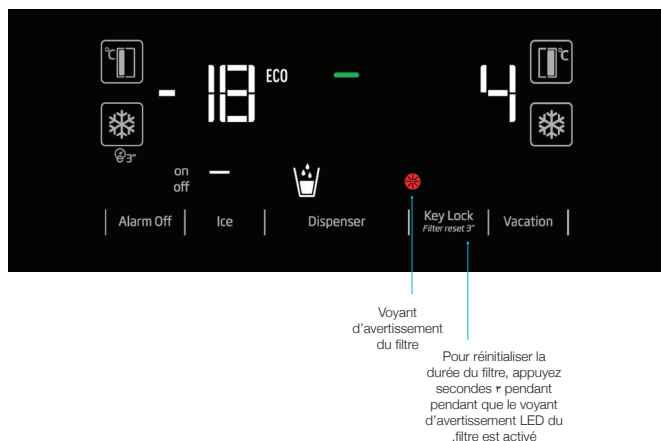 °C
°C
- 18
ECO
4
3"
on
off
Alarm Off
Ice
Dispenser
Key Lock
Filter reset 3"
Vacation
Voyant
d'avertissement
du filtre
Pour réinitialiser la
durée du filtre, appuyez
secondes ٣ pendant
pendant que le voyant
d'avertissement LED du
.filtre est activé